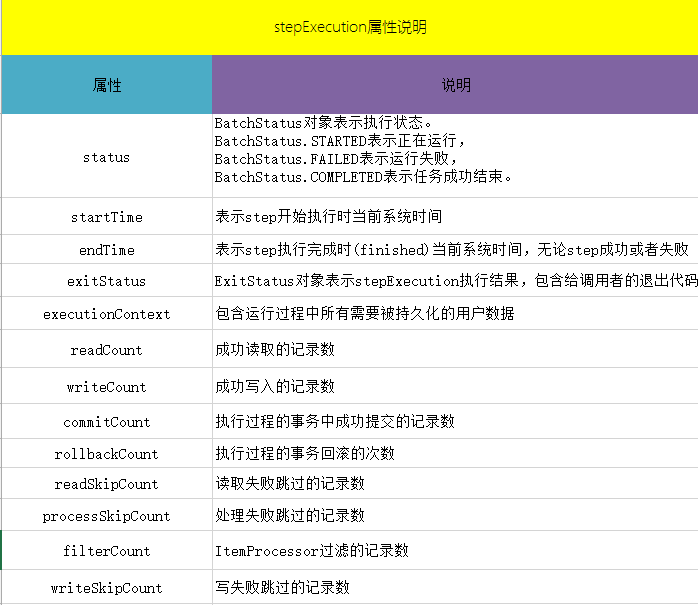 stepExecution属性说明
属性 说明
status BatchStatus对象表示执行状态。
BatchStatus.STARTED表示正在运行,
BatchStatus.FAILED表示运行失败,
BatchStatus.COMPLETED表示任务成功结束。
startTime 表示step开始执行时当前系统时间
endTime 表示step执行完成时(finished)当前系统时间,无论step成功或者失败
exitStatus ExitStatus对象表示stepExecution执行结果,包含给调用者的退出代码
executionContext 包含运行过程中所有需要被持久化的用户数据
readCount 成功读取的记录数
writeCount 成功写入的记录数
commitCount 执行过程的事务中成功提交的记录数
rollbackCount 执行过程的事务回滚的次数
readSkipCount 读取失败跳过的记录数
processSkipCount 处理失败跳过的记录数
filterCount ItemProcessor过滤的记录数
writeSkipCount 写失败跳过的记录数